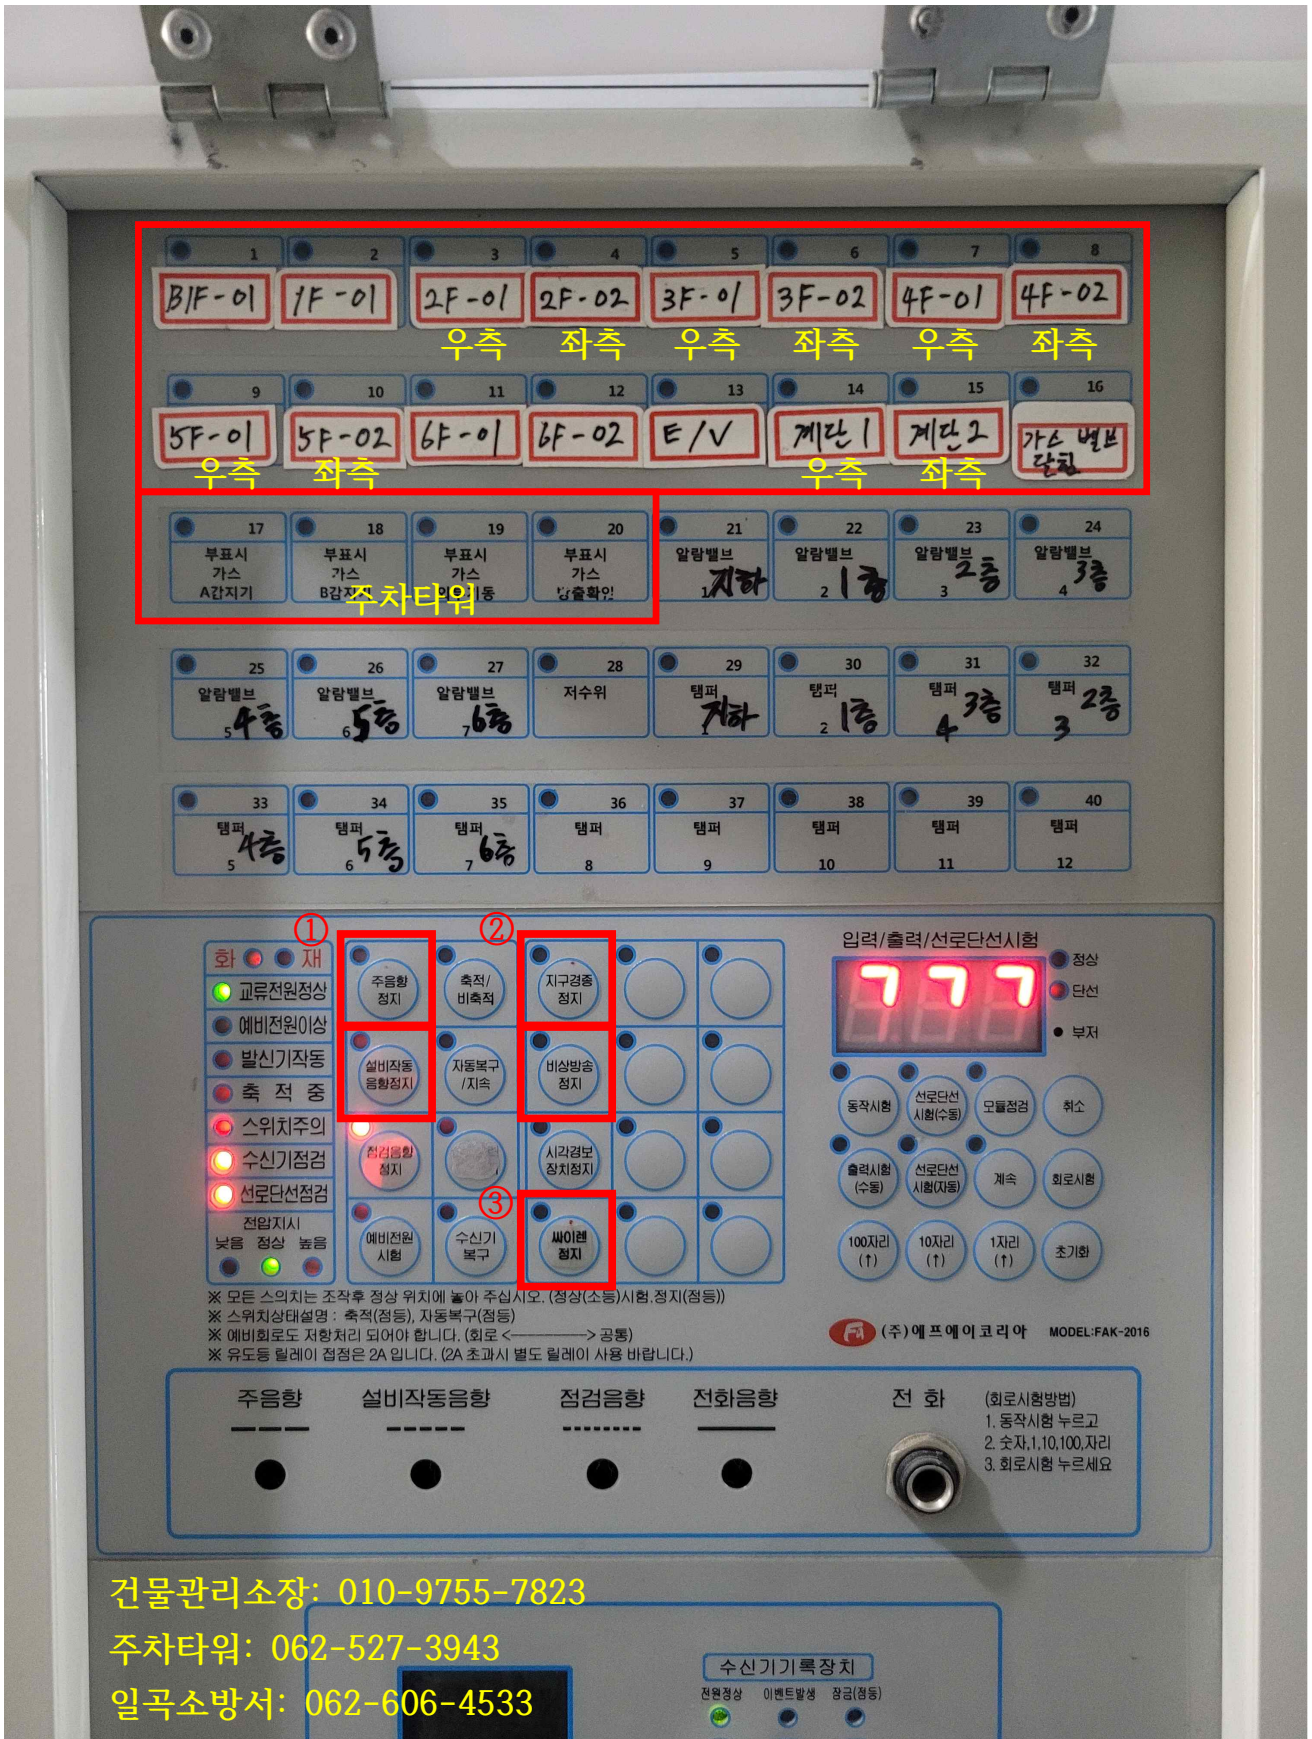 1 2 3 4 5 6 7 8
B1F-01 1F-01 2F-01 2F-02 3F-01 3F-02 4F-01 4F-02
우측 좌측 우측 좌측 우측 좌측
9 10 11 12 13 14 15 16
5F-01 5F-02 6F-01 6F-02 E/V 계단1 계단2 가스 밸브 닫힘
우측 좌측 우측 좌측
17 18 19 20 21 22 23 24
부표시 부표시 부표시 부표시 알람밸브 알람밸브 알람밸브 알람밸브
가스 가스 가스 가스 1 지하 2 1층 3 2층 4 3층
A감지기 B감지기 방출확인
주차타워
25 26 27 28 29 30 31 32
알람밸브 알람밸브 알람밸브 저수위 탬퍼 탬퍼 탬퍼 탬퍼
5 4층 6 5층 7 6층 1 지하 2 1층 4 3층 3 2층
33 34 35 36 37 38 39 40
탬퍼 탬퍼 탬퍼 탬퍼 탬퍼 탬퍼 탬퍼 탬퍼
5 4층 6 5층 7 6층 8 9 10 11 12
① ②
화 재
교류전원정상
예비전원이상
발신기작동
축 적 중
스위치주의
수신기점검
선로단선점검
전압지시
낮음 정상 높음
주음향 정지
축적/ 비축적
지구경종 정지
설비작동 음향정지
자동복구 /지속
비상방송 정지
점검음향 정지
시각경보 장치정지
③
예비전원 시험
수신기 복구
싸이렌 정지
입력/출력/선로단선시험
777
정상
단선
부저
동작시험 선로단선 시험(수동) 모듈점검 취소
출력시험 (수동) 선로단선 시험(자동) 계속 회로시험
100자리 (↑) 10자리 (↑) 1자리 (↑) 초기화
※ 모든 스위치는 조작후 정상 위치에 놓아 주십시오. (정상(소등)시험.정지(점등))
※ 스위치상태설명 : 축적(점등), 자동복구(점등)
※ 예비회로도 저항처리 되어야 합니다. (회로 <————> 공통)
※ 유도등 릴레이 접점은 2A 입니다. (2A 초과시 별도 릴레이 사용 바랍니다.)
FA (주)에프에이코리아 MODEL:FAK-2016
주음향 설비작동음향 점검음향 전화음향 전 화
(회로시험방법)
1. 동작시험 누르고
2. 숫자,1,10,100,자리
3. 회로시험 누르세요
건물관리소장: 010-9755-7823
주차타워: 062-527-3943
일곡소방서: 062-606-4533
수신기기록장치
전원정상 이벤트발생 잠금(점등)